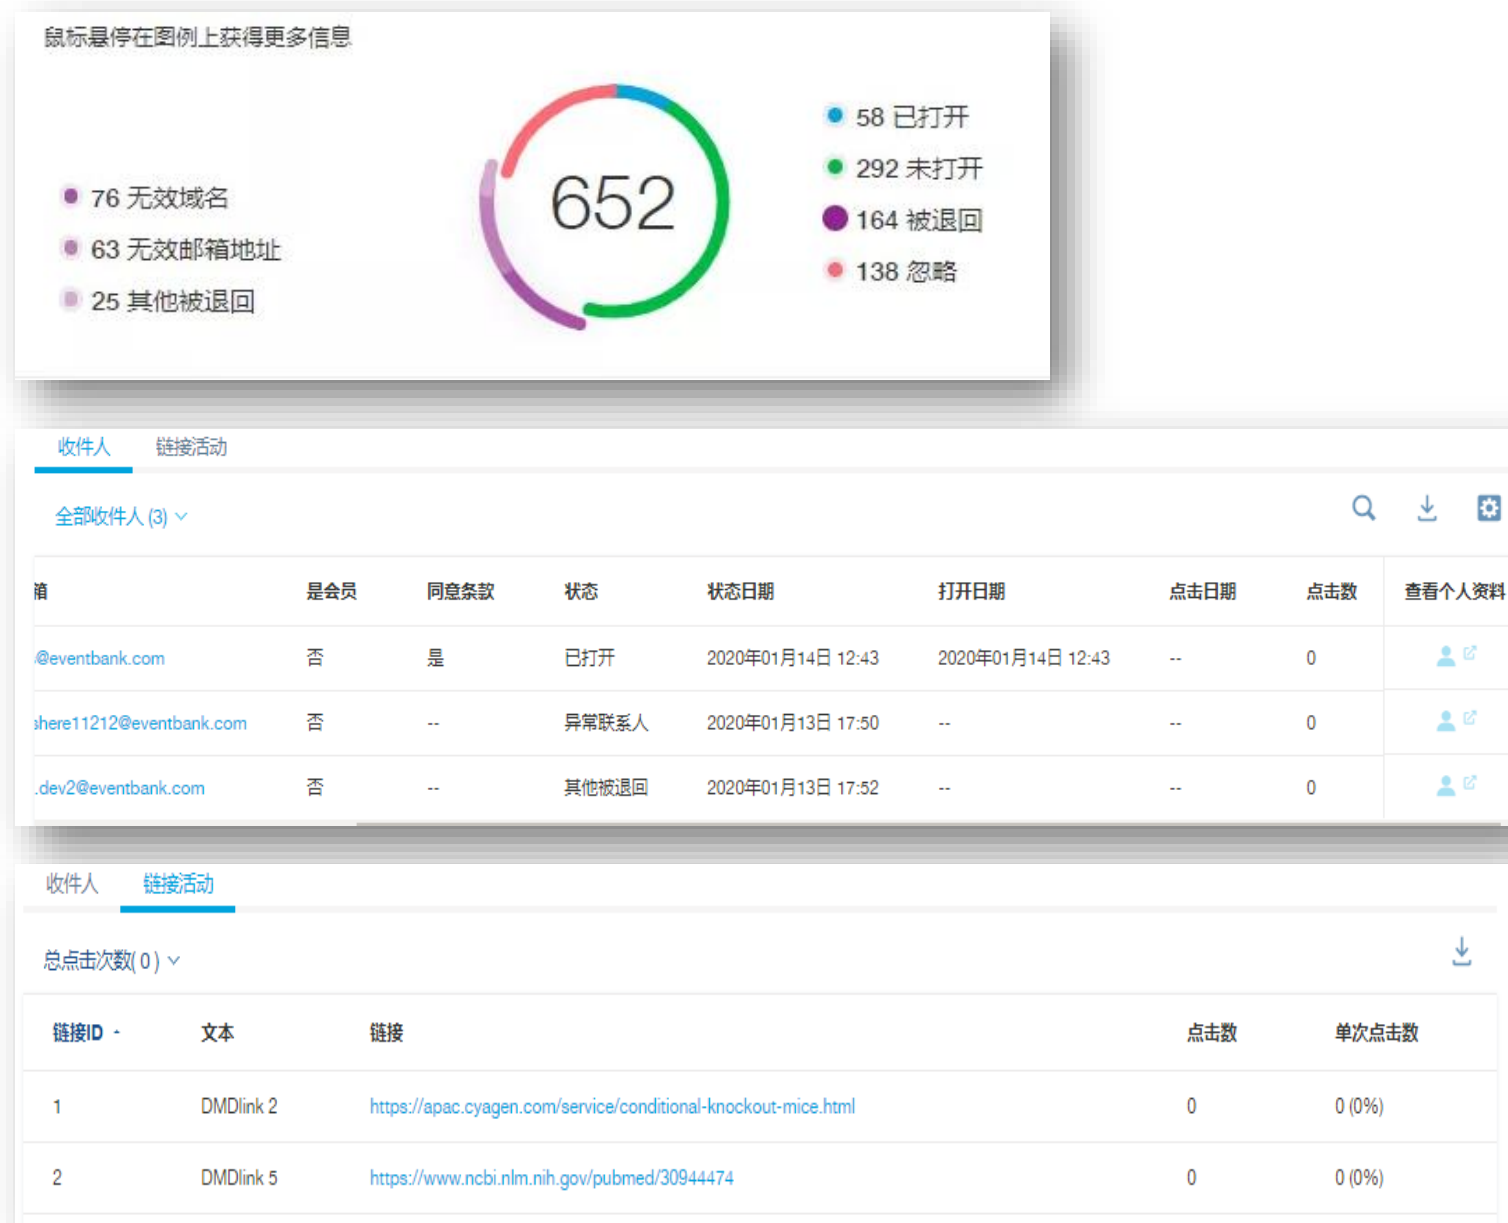 鼠标悬停在图例上获得更多信息
652
58 已打开
292 未打开
164 被退回
138 忽略
76 无效域名
63 无效邮箱地址
25 其他被退回
收件人 链接活动
全部收件人 (3)
箱 是会员 同意条款 状态 状态日期 打开日期 点击日期 点击数 查看个人资料
@eventbank.com 否 是 已打开 2020年01月14日 12:43 2020年01月14日 12:43 -- 0
shere11212@eventbank.com 否 -- 异常联系人 2020年01月13日 17:50 -- -- 0
.dev2@eventbank.com 否 -- 其他被退回 2020年01月13日 17:52 -- -- 0
收件人 链接活动
总点击次数( 0 )
链接ID 文本 链接 点击数 单次点击数
1 DMDlink 2 https://apac.cyagen.com/service/conditional-knockout-mice.html 0 0 (0%)
2 DMDlink 5 https://www.ncbi.nlm.nih.gov/pubmed/30944474 0 0 (0%)